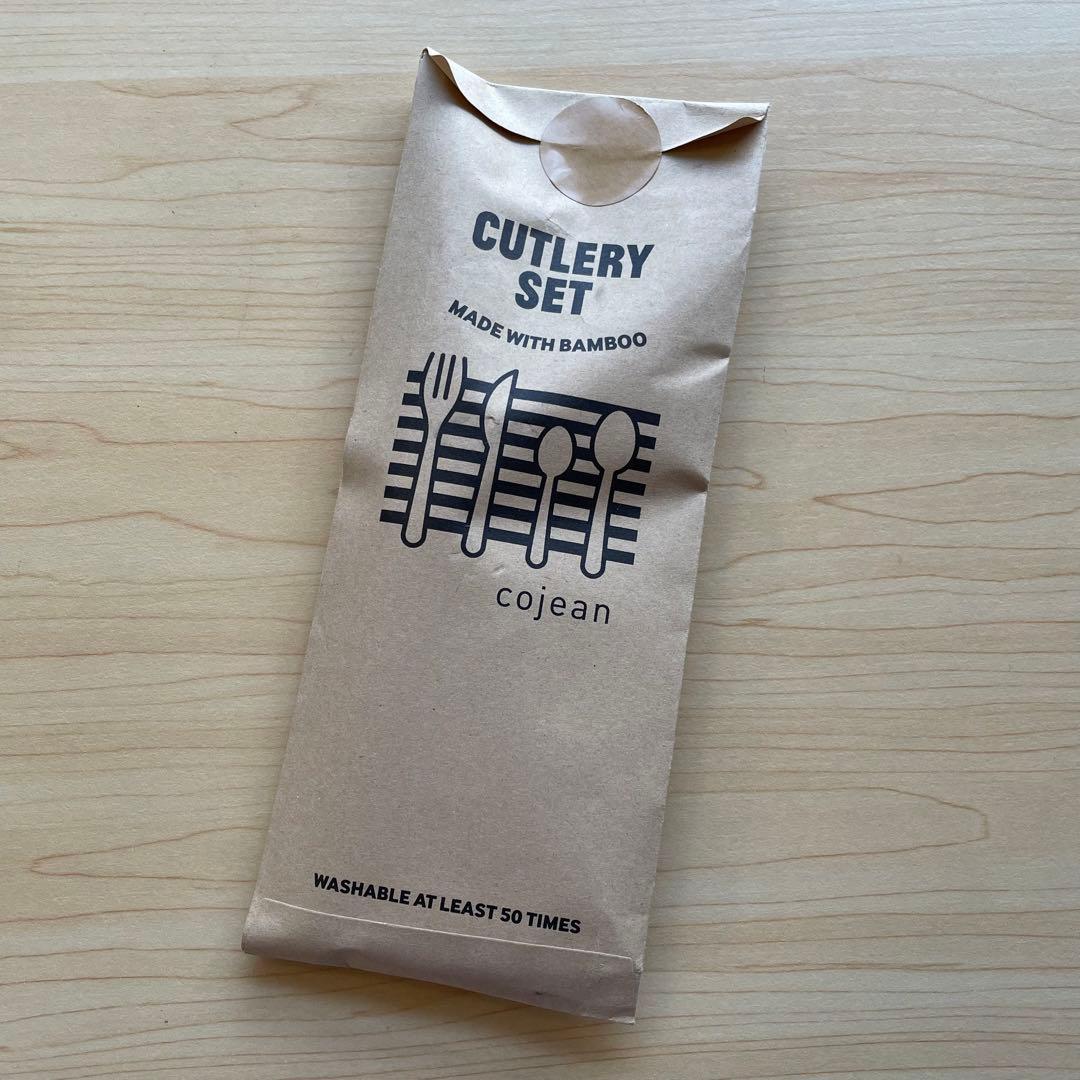 CUTLERY
SET
MADE WITH BAMBOO
cojean
WASHABLE AT LEAST 50 TIMES